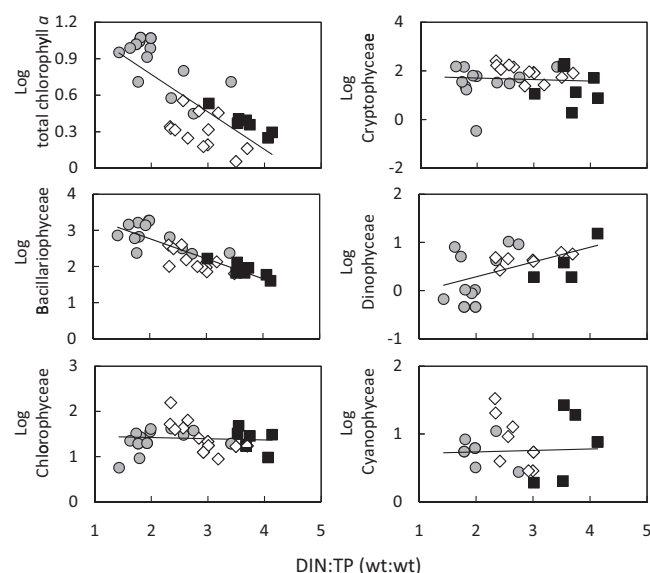 Log
total chlorophyll a
1.2
0.9
0.6
0.3
0
Log
Cryptophyceae
4
2
0
-2
Log
Bacillariophyceae
4
3
2
1
0
Log
Dinophyceae
2
1
0
-1
Log
Chlorophyceae
3
2
1
0
1 2 3 4 5
Log
Cyanophyceae
2
1
0
1 2 3 4 5
DIN:TP (wt:wt)